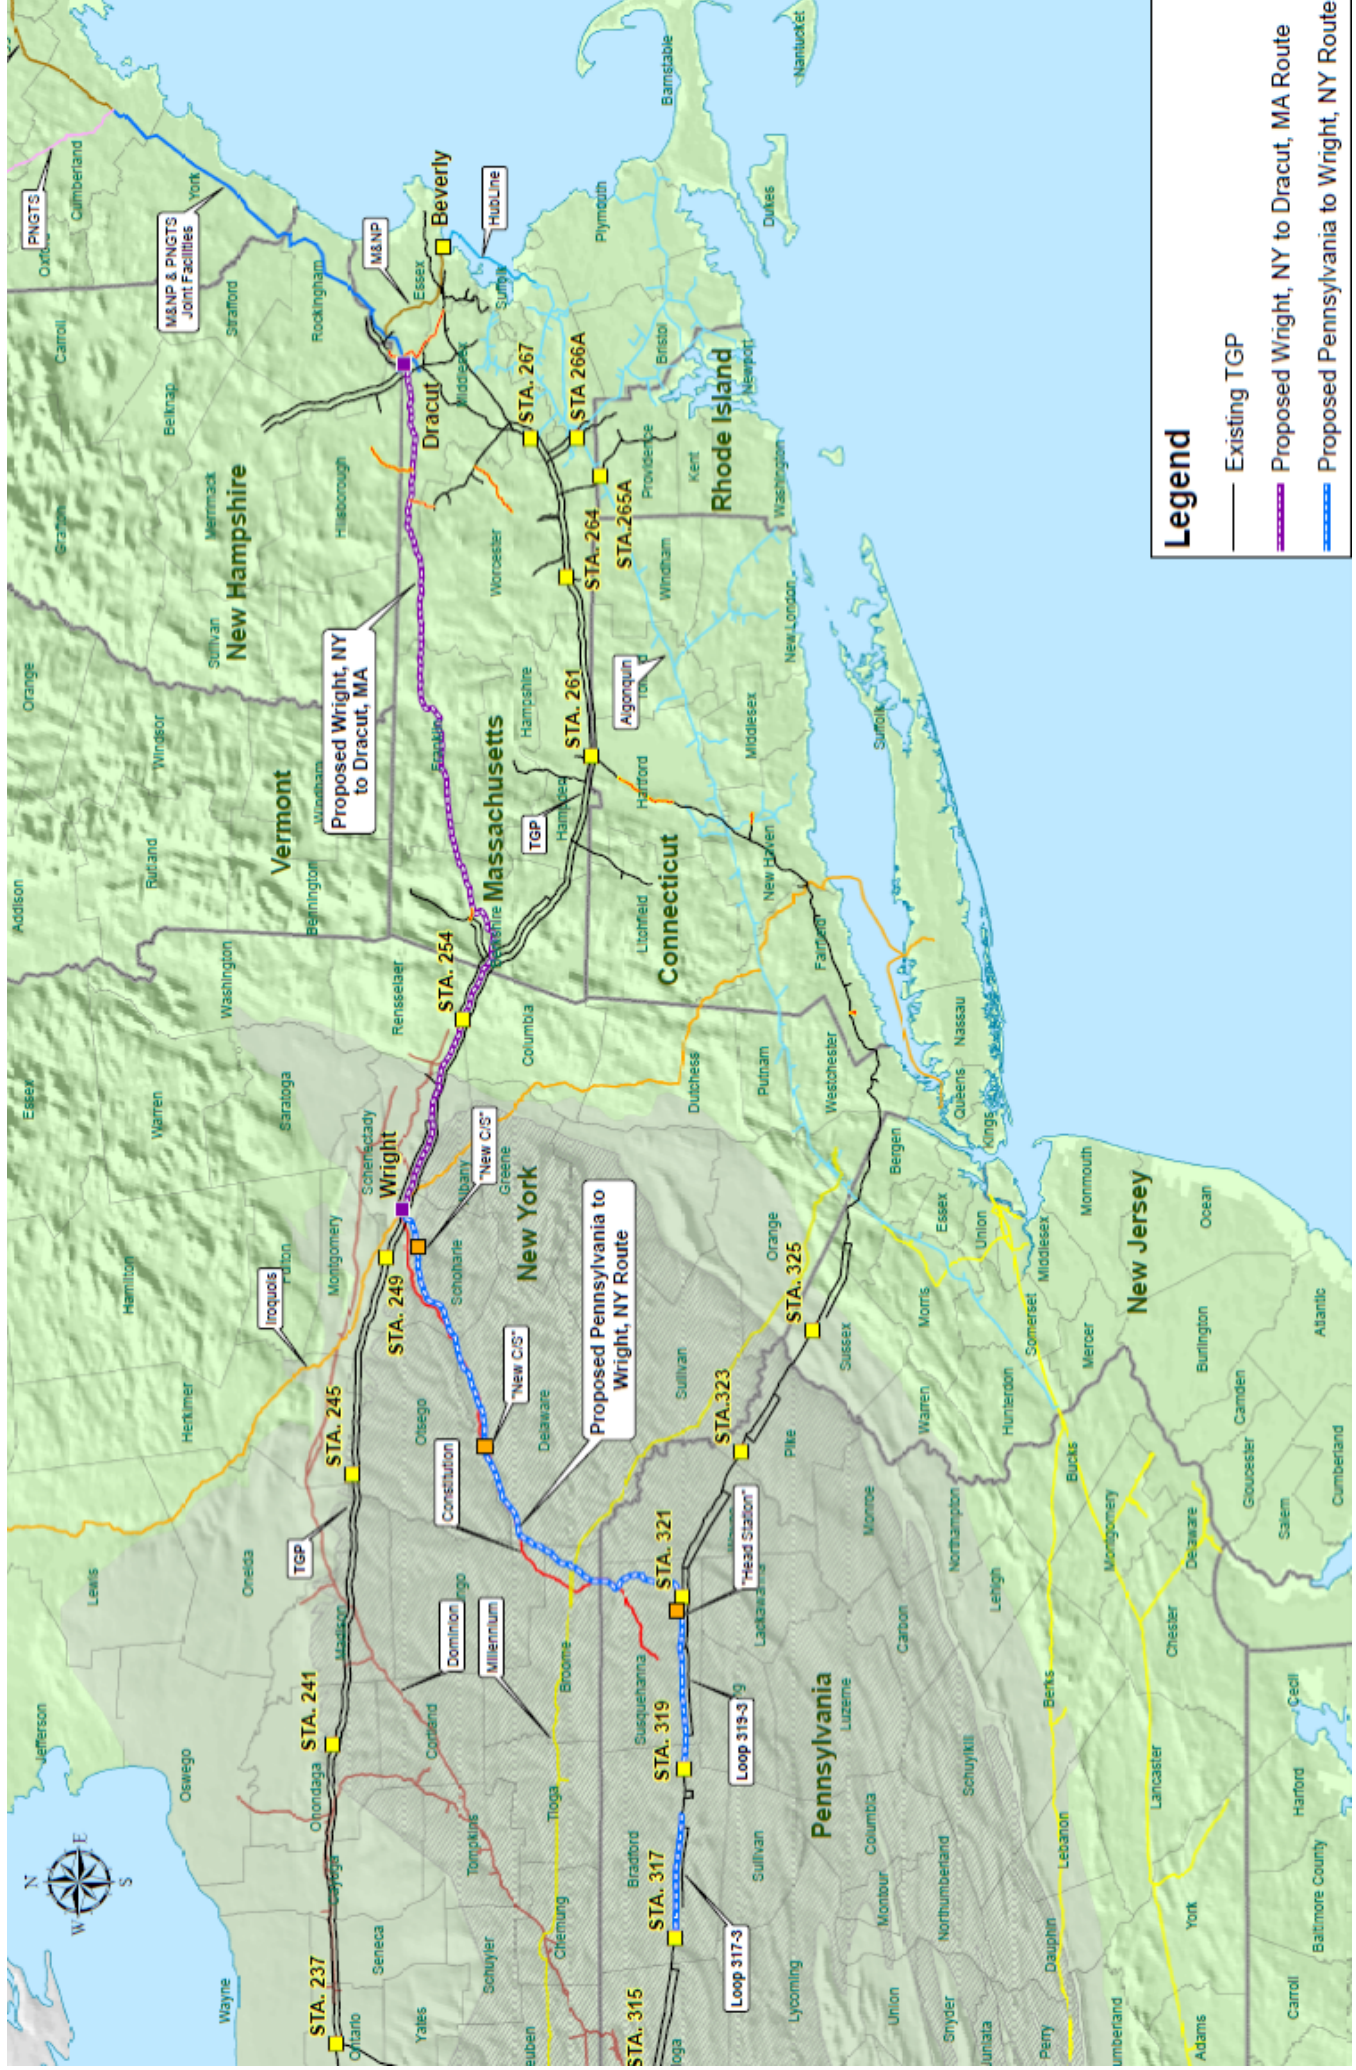 N
W E
S
Jefferson
Lewis
Essex
Addison
Orange
Oxford
Cumberland
PNGTS
Oswego
Oneida
Herkimer
Hamilton
Warren
Washington
Rutland
Windsor
Grafton
Carroll
York
M&NP & PNGTS
Joint Facilities
Strafford
Belknap
Merrimack
Sullivan
New Hampshire
Vermont
Bennington
Windham
Saratoga
Rockingham
Hillsborough
Iroquois
Fulton
Montgomery
Schenectady
Rensselaer
Proposed Wright, NY
to Dracut, MA
M&NP
Essex
Beverly
HubLine
Suffolk
Middlesex
Dracut
Wayne
STA. 237
Ontario
Cayuga
Onondaga
STA. 241
Madison
TGP
STA. 245
STA. 249
Wright
Albany
STA. 254
Berkshire
Franklin
Massachusetts
Hampshire
Hampden
TGP
Worcester
STA. 261
STA. 264
STA.265A
STA 266A
STA. 267
Seneca
Yates
Schuyler
Tompkins
Cortland
Dominion
Millennium
Constitution
Otsego
Schoharie
"New C/S"
"New C/S"
Greene
New York
Columbia
Delaware
Proposed Pennsylvania to
Wright, NY Route
Chemung
Tioga
Broome
Sullivan
Dutchess
Putnam
Orange
Westchester
Litchfield
Connecticut
Hartford
Algonquin
Windham
Middlesex
New Haven
Fairfield
New London
Providence
Kent
Rhode Island
Washington
Newport
Bristol
Plymouth
Barnstable
Dukes
Nantucket
STA. 315
STA. 317
Loop 317-3
Bradford
Susquehanna
STA. 319
Loop 319-3
STA. 321
"Head Station"
Lackawanna
STA.323
Pike
STA. 325
Sussex
Bergen
Suffolk
Nassau
Queens
Kings
Lycoming
Sullivan
Pennsylvania
Luzerne
Monroe
Carbon
Columbia
Montour
Northumberland
Union
Snyder
Juniata
Perry
Dauphin
Schuylkill
Lebanon
Berks
Lehigh
Northampton
Warren
Morris
Essex
Union
Hunterdon
Somerset
Middlesex
Monmouth
Mercer
New Jersey
Ocean
Burlington
Camden
Gloucester
Atlantic
Salem
Cumberland
Bucks
Montgomery
Delaware
Chester
Lancaster
York
Adams
Cecil
Harford
Baltimore County
Carroll
Legend
Existing TGP
Proposed Wright, NY to Dracut, MA Route
Proposed Pennsylvania to Wright, NY Route